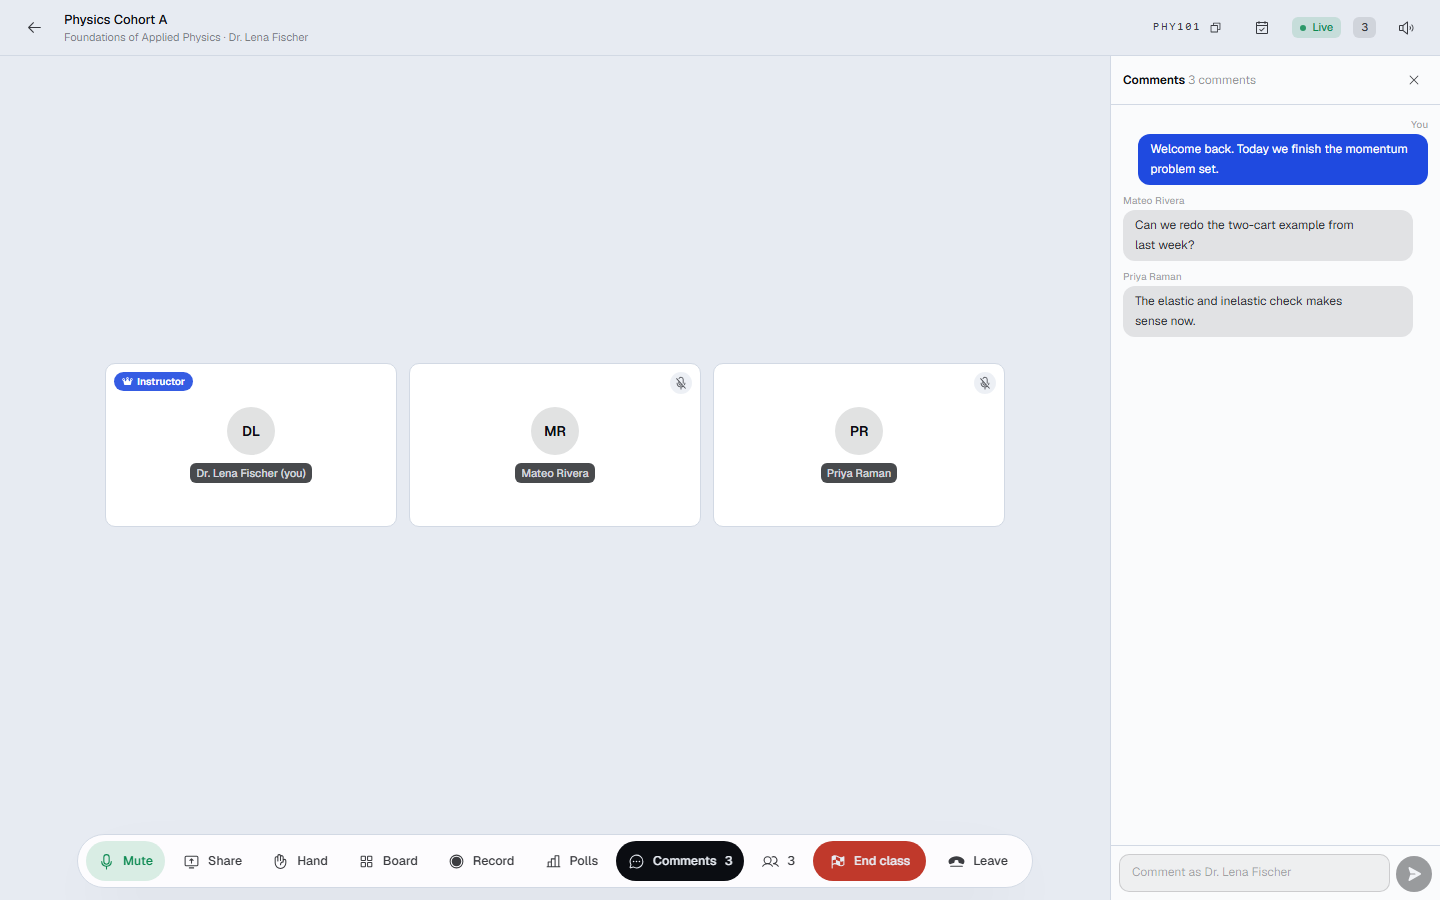 Physics Cohort A
Foundations of Applied Physics · Dr. Lena Fischer
PHY101
Live
3
Comments 3 comments
You
Welcome back. Today we finish the momentum
problem set.
Mateo Rivera
Can we redo the two-cart example from
last week?
Priya Raman
The elastic and inelastic check makes
sense now.
Instructor
DL
Dr. Lena Fischer (you)
MR
Mateo Rivera
PR
Priya Raman
Mute
Share
Hand
Board
Record
Polls
Comments 3
3
End class
Leave
Comment as Dr. Lena Fischer